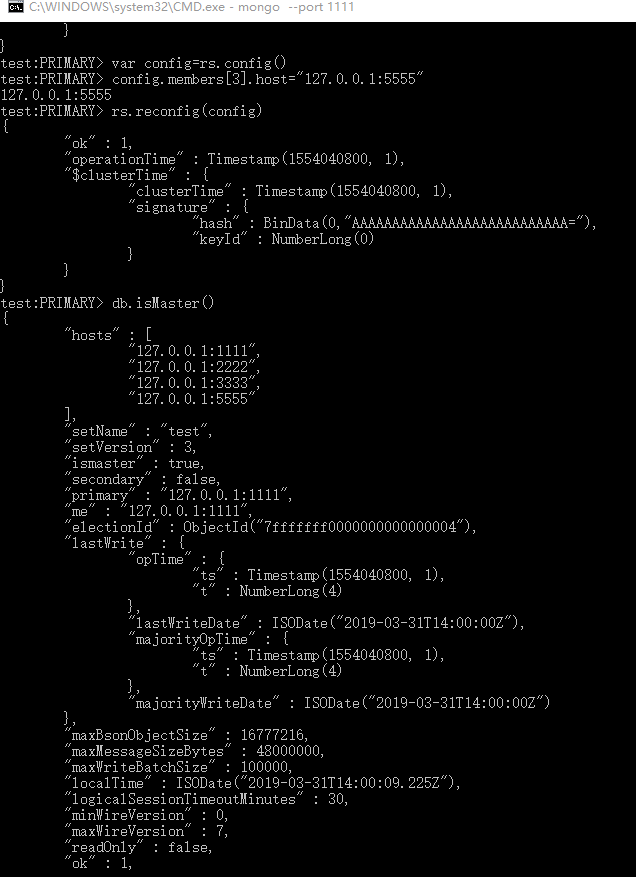 C:\WINDOWS\system32\CMD.exe - mongo  --port 1111
        }
}
test:PRIMARY> var config=rs.config()
test:PRIMARY> config.members[3].host="127.0.0.1:5555"
127.0.0.1:5555
test:PRIMARY> rs.reconfig(config)
{
        "ok" : 1,
        "operationTime" : Timestamp(1554040800, 1),
        "$clusterTime" : {
                "clusterTime" : Timestamp(1554040800, 1),
                "signature" : {
                        "hash" : BinData(0,"AAAAAAAAAAAAAAAAAAAAAAAAAAA="),
                        "keyId" : NumberLong(0)
                }
        }
}
test:PRIMARY> db.isMaster()
{
        "hosts" : [
                "127.0.0.1:1111",
                "127.0.0.1:2222",
                "127.0.0.1:3333",
                "127.0.0.1:5555"
        ],
        "setName" : "test",
        "setVersion" : 3,
        "ismaster" : true,
        "secondary" : false,
        "primary" : "127.0.0.1:1111",
        "me" : "127.0.0.1:1111",
        "electionId" : ObjectId("7fffffff0000000000000004"),
        "lastWrite" : {
                "opTime" : {
                        "ts" : Timestamp(1554040800, 1),
                        "t" : NumberLong(4)
                },
                "lastWriteDate" : ISODate("2019-03-31T14:00:00Z"),
                "majorityOpTime" : {
                        "ts" : Timestamp(1554040800, 1),
                        "t" : NumberLong(4)
                },
                "majorityWriteDate" : ISODate("2019-03-31T14:00:00Z")
        },
        "maxBsonObjectSize" : 16777216,
        "maxMessageSizeBytes" : 48000000,
        "maxWriteBatchSize" : 100000,
        "localTime" : ISODate("2019-03-31T14:00:09.225Z"),
        "logicalSessionTimeoutMinutes" : 30,
        "minWireVersion" : 0,
        "maxWireVersion" : 7,
        "readOnly" : false,
        "ok" : 1,